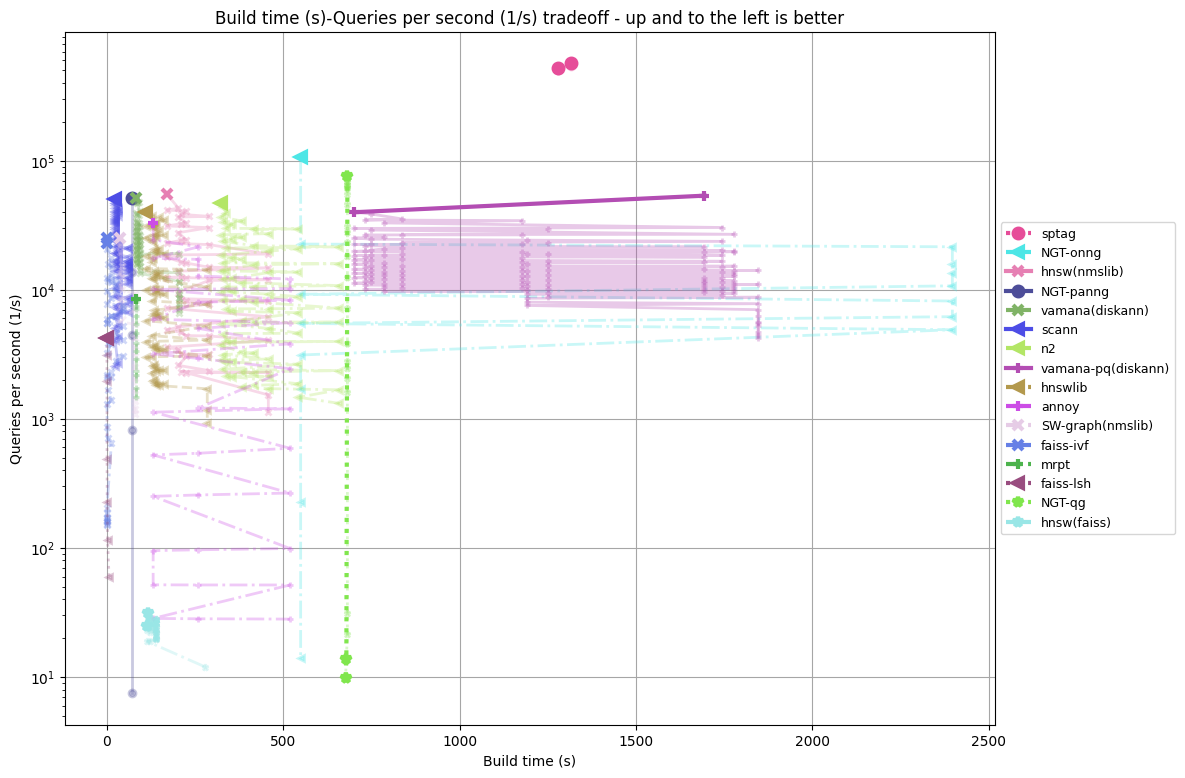 Build time (s)-Queries per second (1/s) tradeoff - up and to the left is better
Queries per second (1/s)
10^5
10^4
10^3
10^2
10^1
0
500
1000
1500
2000
2500
Build time (s)
sptag
NGT-onng
hnsw(nmslib)
NGT-panng
vamana(diskann)
scann
n2
vamana-pq(diskann)
hnswlib
annoy
SW-graph(nmslib)
faiss-ivf
mrpt
faiss-lsh
NGT-qg
hnsw(faiss)